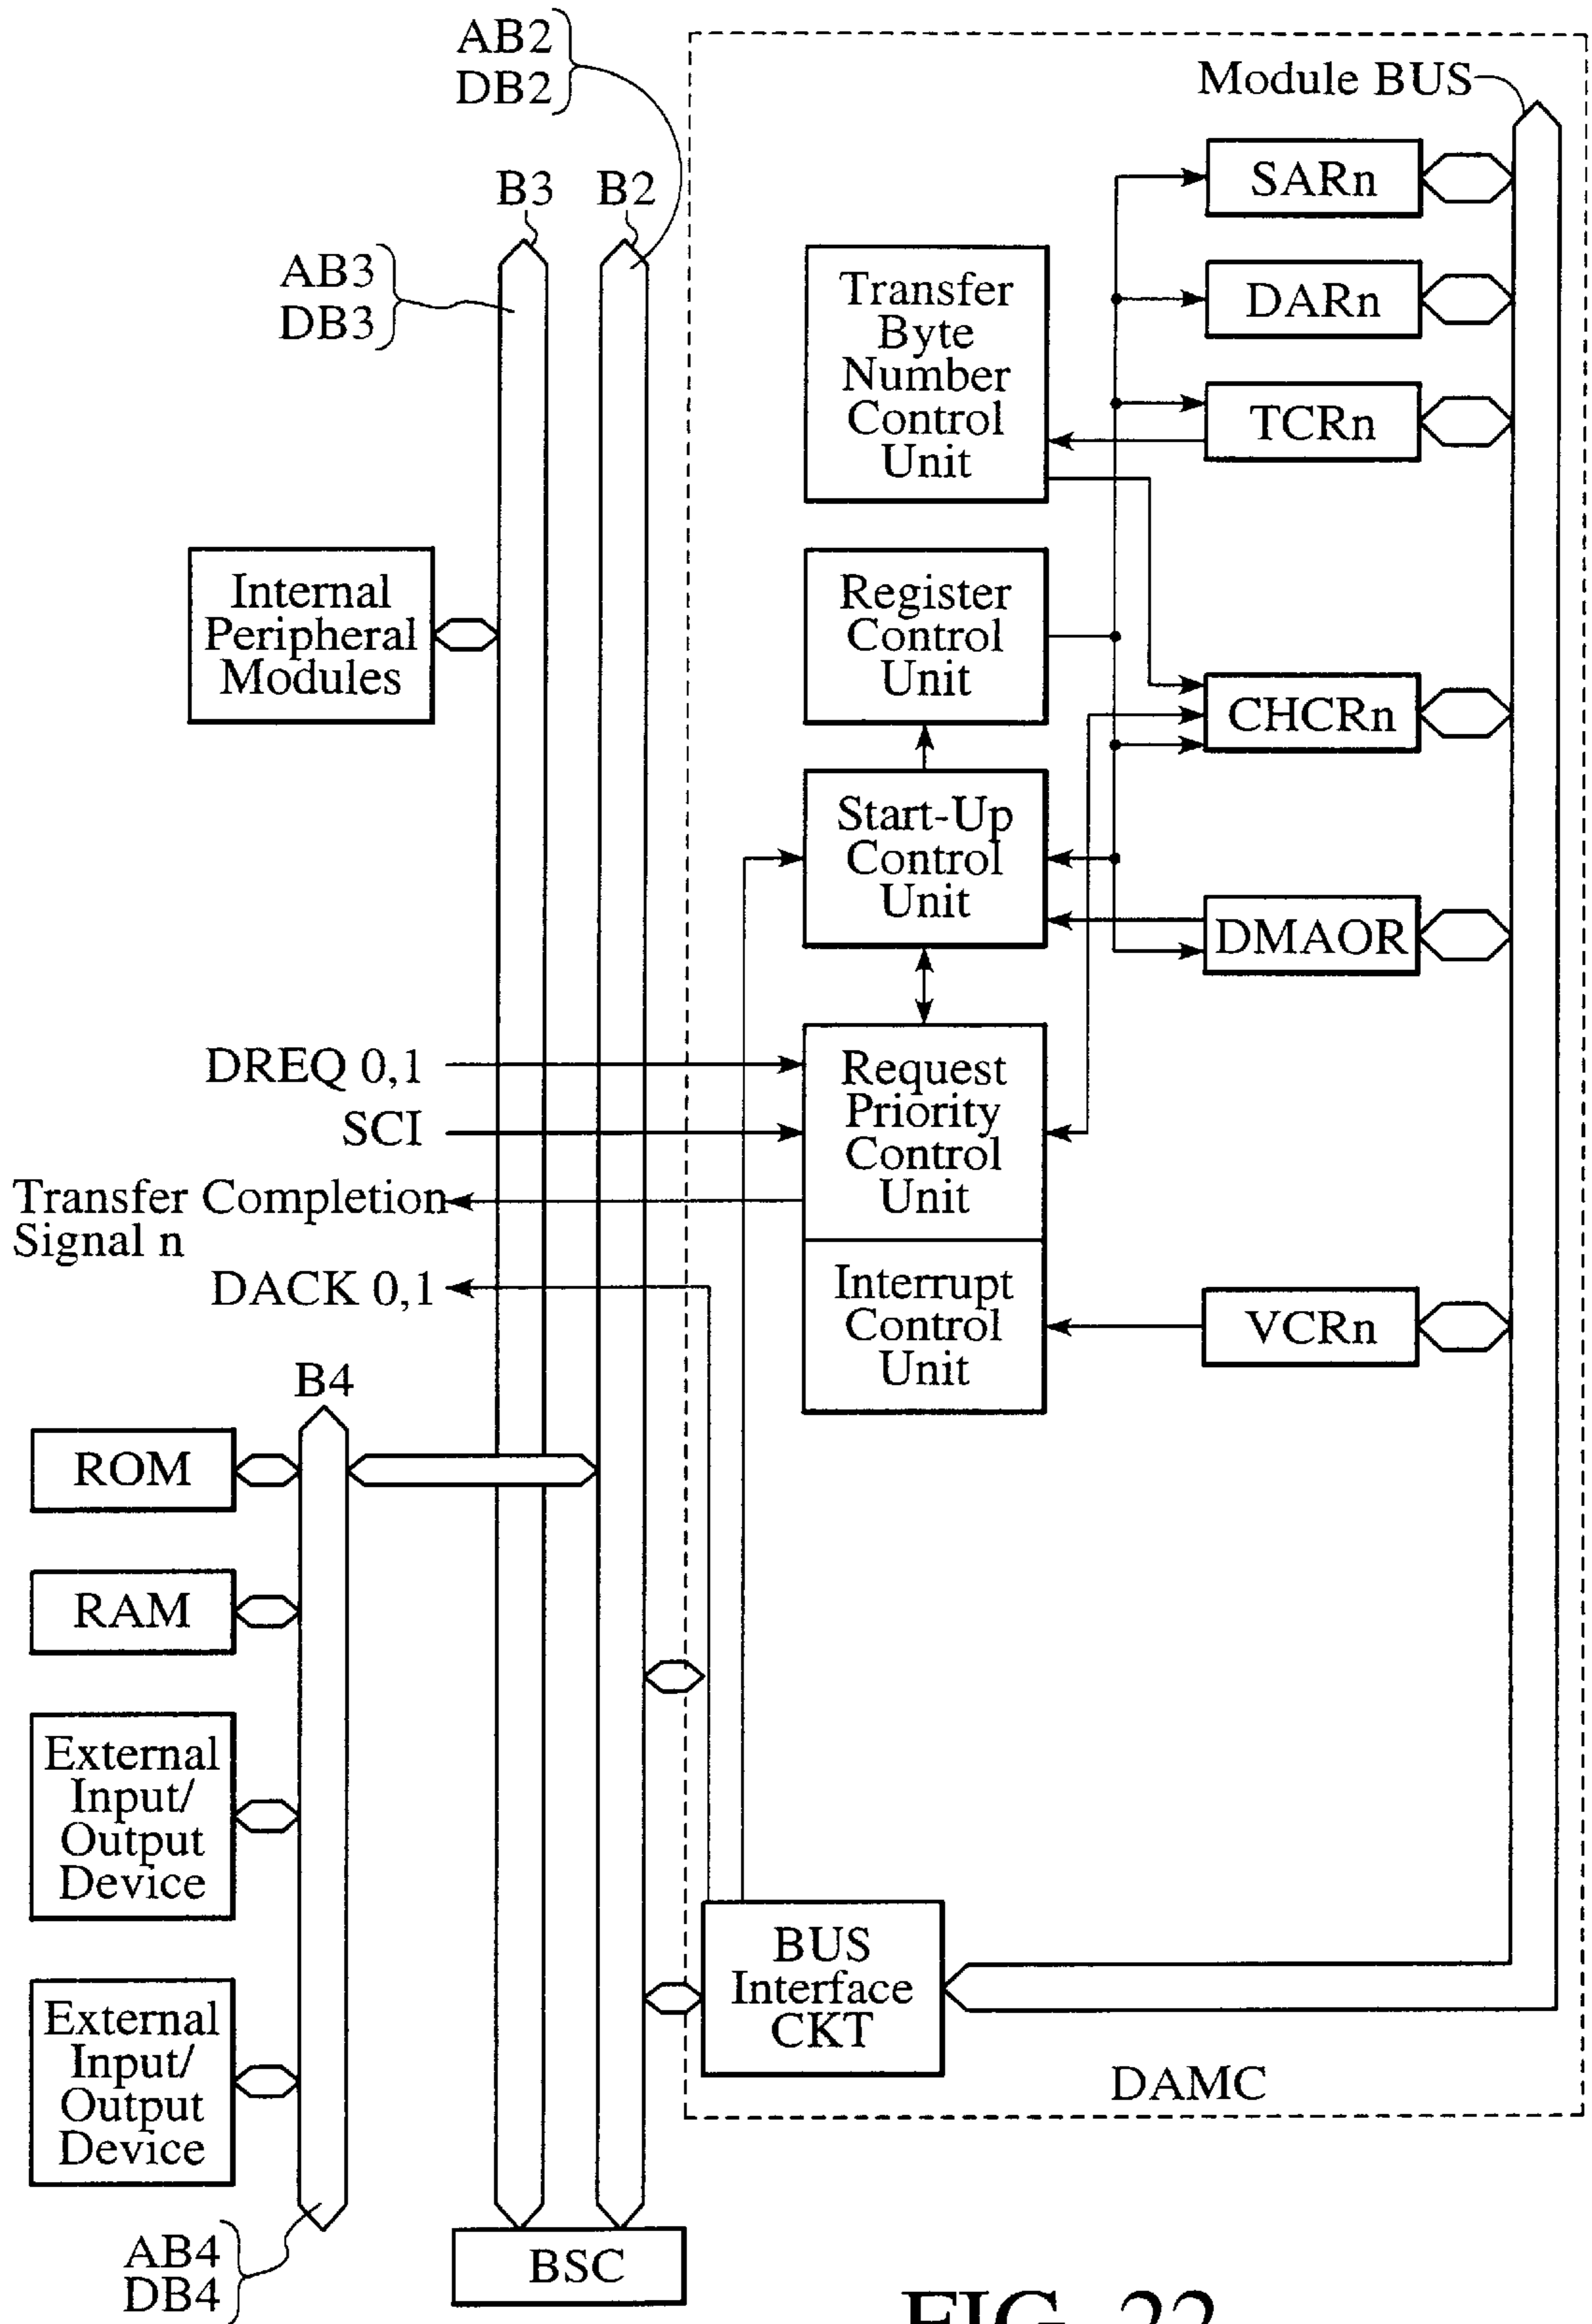 AB2
DB2
Module BUS
B3
B2
AB3
DB3
SARn
DARn
TCRn
Transfer
Byte
Number
Control
Unit
Internal
Peripheral
Modules
Register
Control
Unit
CHCRn
Start-Up
Control
Unit
DMAOR
DREQ 0,1
SCI
Transfer Completion
Signal n
DACK 0,1
Request
Priority
Control
Unit
Interrupt
Control
Unit
VCRn
B4
ROM
RAM
External
Input/
Output
Device
External
Input/
Output
Device
BUS
Interface
CKT
DAMC
AB4
DB4
BSC
FIG. 22